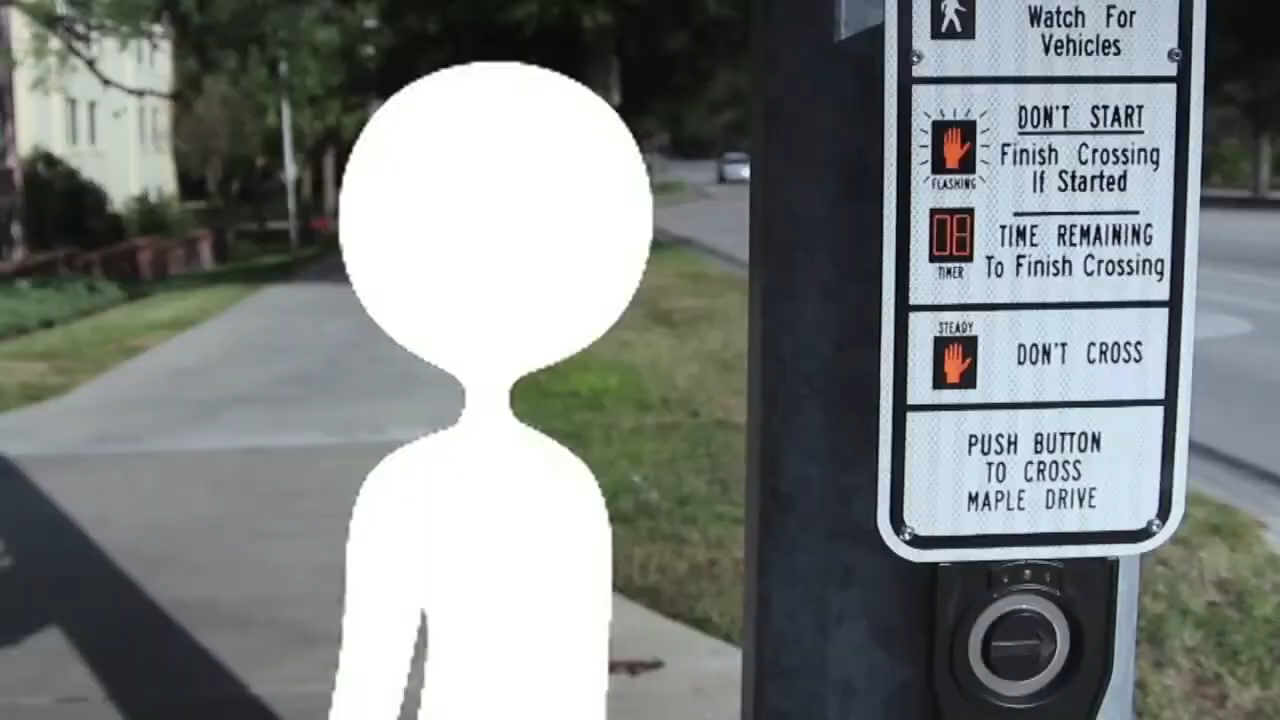 Watch For
Vehicles
DON'T START
Finish Crossing
If Started
FLASHING
08
TIME REMAINING
To Finish Crossing
TIMER
STEADY
DON'T CROSS
PUSH BUTTON
TO CROSS
MAPLE DRIVE